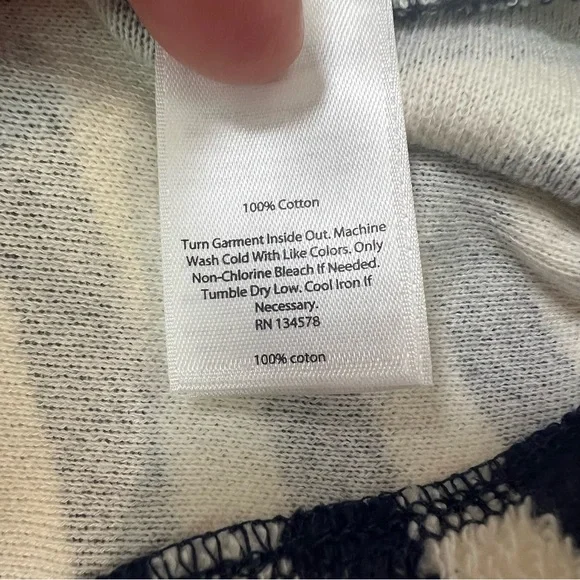 100% Cotton
Turn Garment Inside Out. Machine
Wash Cold With Like Colors. Only
Non-Chlorine Bleach If Needed.
Tumble Dry Low. Cool Iron If
Necessary.
RN 134578
100% coton